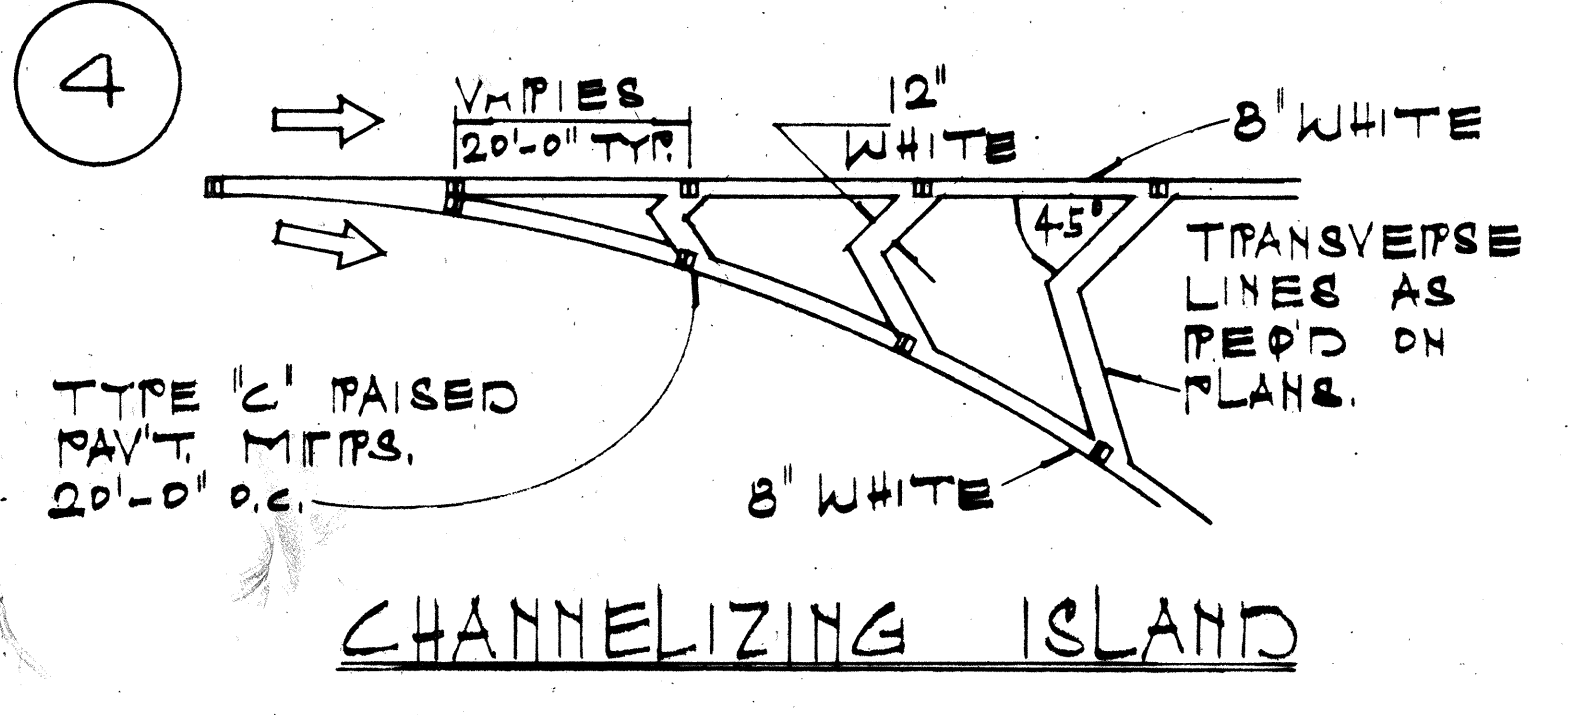 4
VARIES
20'-0" TYP.
12"
WHITE
8" WHITE
45°
TRANSVERSE
LINES AS
REQ'D ON
PLANS.
TYPE "C" RAISED
PAV'T. MRKRS.
20'-0" O.C.
8" WHITE
CHANNELIZING ISLAND